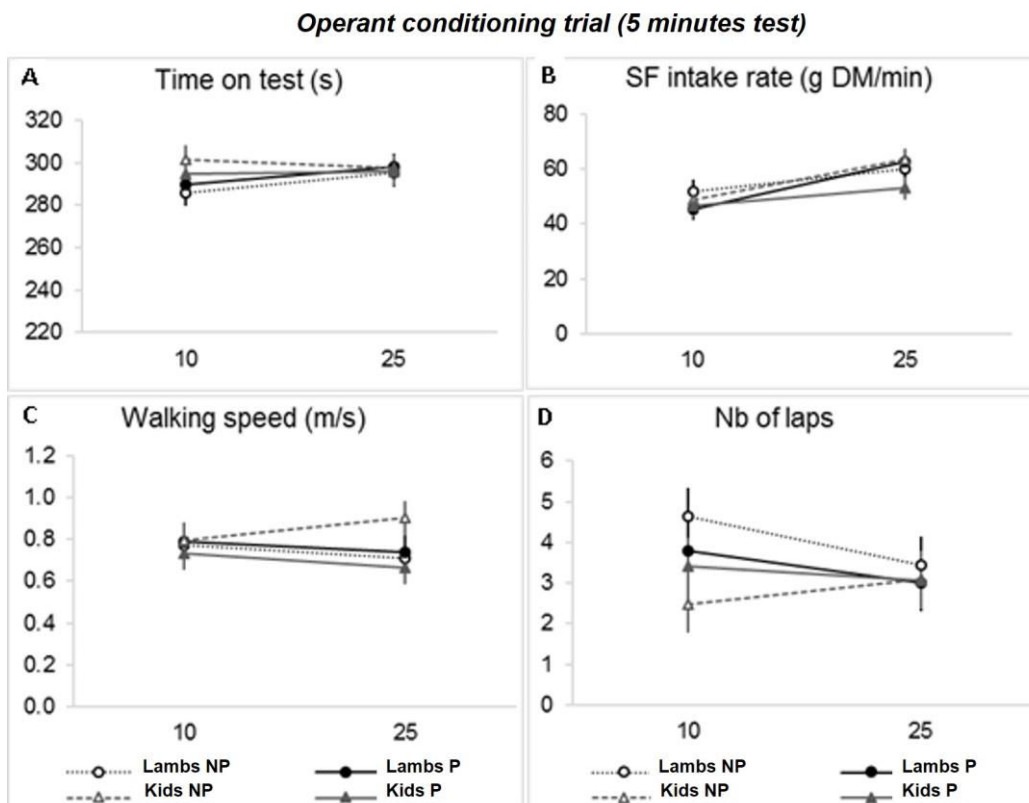 Operant conditioning trial (5 minutes test)
A
Time on test (s)
320
300
280
260
240
220
10 25
B
SF intake rate (g DM/min)
80
60
40
20
0
10 25
C
Walking speed (m/s)
1.2
1.0
0.8
0.6
0.4
0.2
0.0
10 25
Lambs NP Lambs P
Kids NP Kids P
D
Nb of laps
6
5
4
3
2
1
0
10 25
Lambs NP Lambs P
Kids NP Kids P